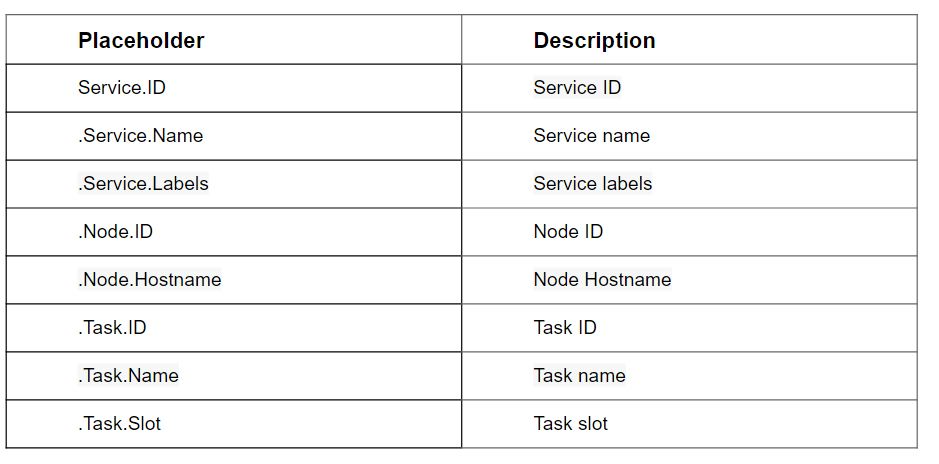 Placeholder Description
Service.ID Service ID
.Service.Name Service name
.Service.Labels Service labels
.Node.ID Node ID
.Node.Hostname Node Hostname
.Task.ID Task ID
.Task.Name Task name
.Task.Slot Task slot